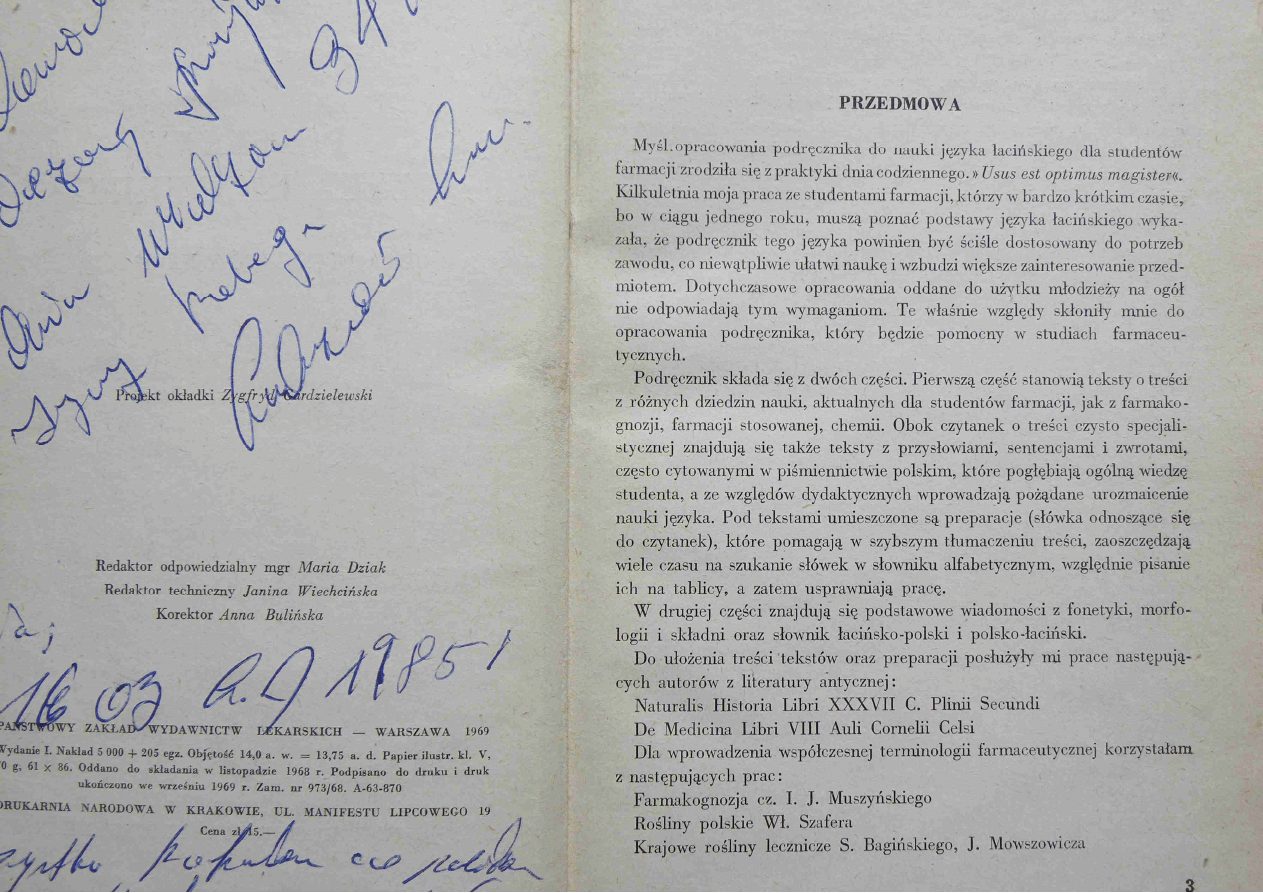 Projekt okładki Zygfryd Gardzielewski
Redaktor odpowiedzialny mgr Maria Dziak
Redaktor techniczny Janina Wiechcińska
Korektor Anna Bulińska
16 03 1985
PAŃSTWOWY ZAKŁAD WYDAWNICTW LEKARSKICH — WARSZAWA 1969
Wydanie I. Nakład 5 000 + 205 egz. Objętość 14,0 a. w. = 13,75 a. d. Papier ilustr. kl. V,
70 g. 61 × 86. Oddano do składania w listopadzie 1968 r. Podpisano do druku i druk
ukończono we wrześniu 1969 r. Zam. nr 973/68. A-63-870
DRUKARNIA NARODOWA W KRAKOWIE, UL. MANIFESTU LIPCOWEGO 19
Cena zł 15.—
PRZEDMOWA
Myśl opracowania podręcznika do nauki języka łacińskiego dla studentów
farmacji zrodziła się z praktyki dnia codziennego. »Usus est optimus magister«.
Kilkuletnia moja praca ze studentami farmacji, którzy w bardzo krótkim czasie,
bo w ciągu jednego roku, muszą poznać podstawy języka łacińskiego wyka-
zała, że podręcznik tego języka powinien być ściśle dostosowany do potrzeb
zawodu, co niewątpliwie ułatwi naukę i wzbudzi większe zainteresowanie przed-
miotem. Dotychczasowe opracowania oddane do użytku młodzieży na ogół
nie odpowiadają tym wymaganiom. Te właśnie względy skłoniły mnie do
opracowania podręcznika, który będzie pomocny w studiach farmaceu-
tycznych.
Podręcznik składa się z dwóch części. Pierwszą część stanowią teksty o treści
z różnych dziedzin nauki, aktualnych dla studentów farmacji, jak z farmako-
gnozji, farmacji stosowanej, chemii. Obok czytanek o treści czysto specjali-
stycznej znajdują się także teksty z przysłowiami, sentencjami i zwrotami,
często cytowanymi w piśmiennictwie polskim, które pogłębiają ogólną wiedzę
studenta, a ze względów dydaktycznych wprowadzają pożądane urozmaicenie
nauki języka. Pod tekstami umieszczone są preparacje (słówka odnoszące się
do czytanek), które pomagają w szybszym tłumaczeniu treści, zaoszczędzają
wiele czasu na szukanie słówek w słowniku alfabetycznym, względnie pisanie
ich na tablicy, a zatem usprawniają pracę.
W drugiej części znajdują się podstawowe wiadomości z fonetyki, morfo-
logii i składni oraz słownik łacińsko-polski i polsko-łaciński.
Do ułożenia treści tekstów oraz preparacji posłużyły mi prace następują-
cych autorów z literatury antycznej:
Naturalis Historia Libri XXXVII C. Plinii Secundi
De Medicina Libri VIII Auli Cornelii Celsi
Dla wprowadzenia współczesnej terminologii farmaceutycznej korzystałam
z następujących prac:
Farmakognozja cz. I. J. Muszyńskiego
Rośliny polskie Wł. Szafera
Krajowe rośliny lecznicze S. Bagińskiego, J. Mowszowicza
3